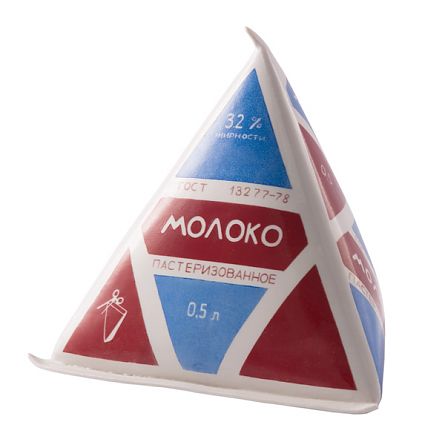 3.2 %
жирности
ГОСТ 13277-78
МОЛОКО
ПАСТЕРИЗОВАННОЕ
0.5 л